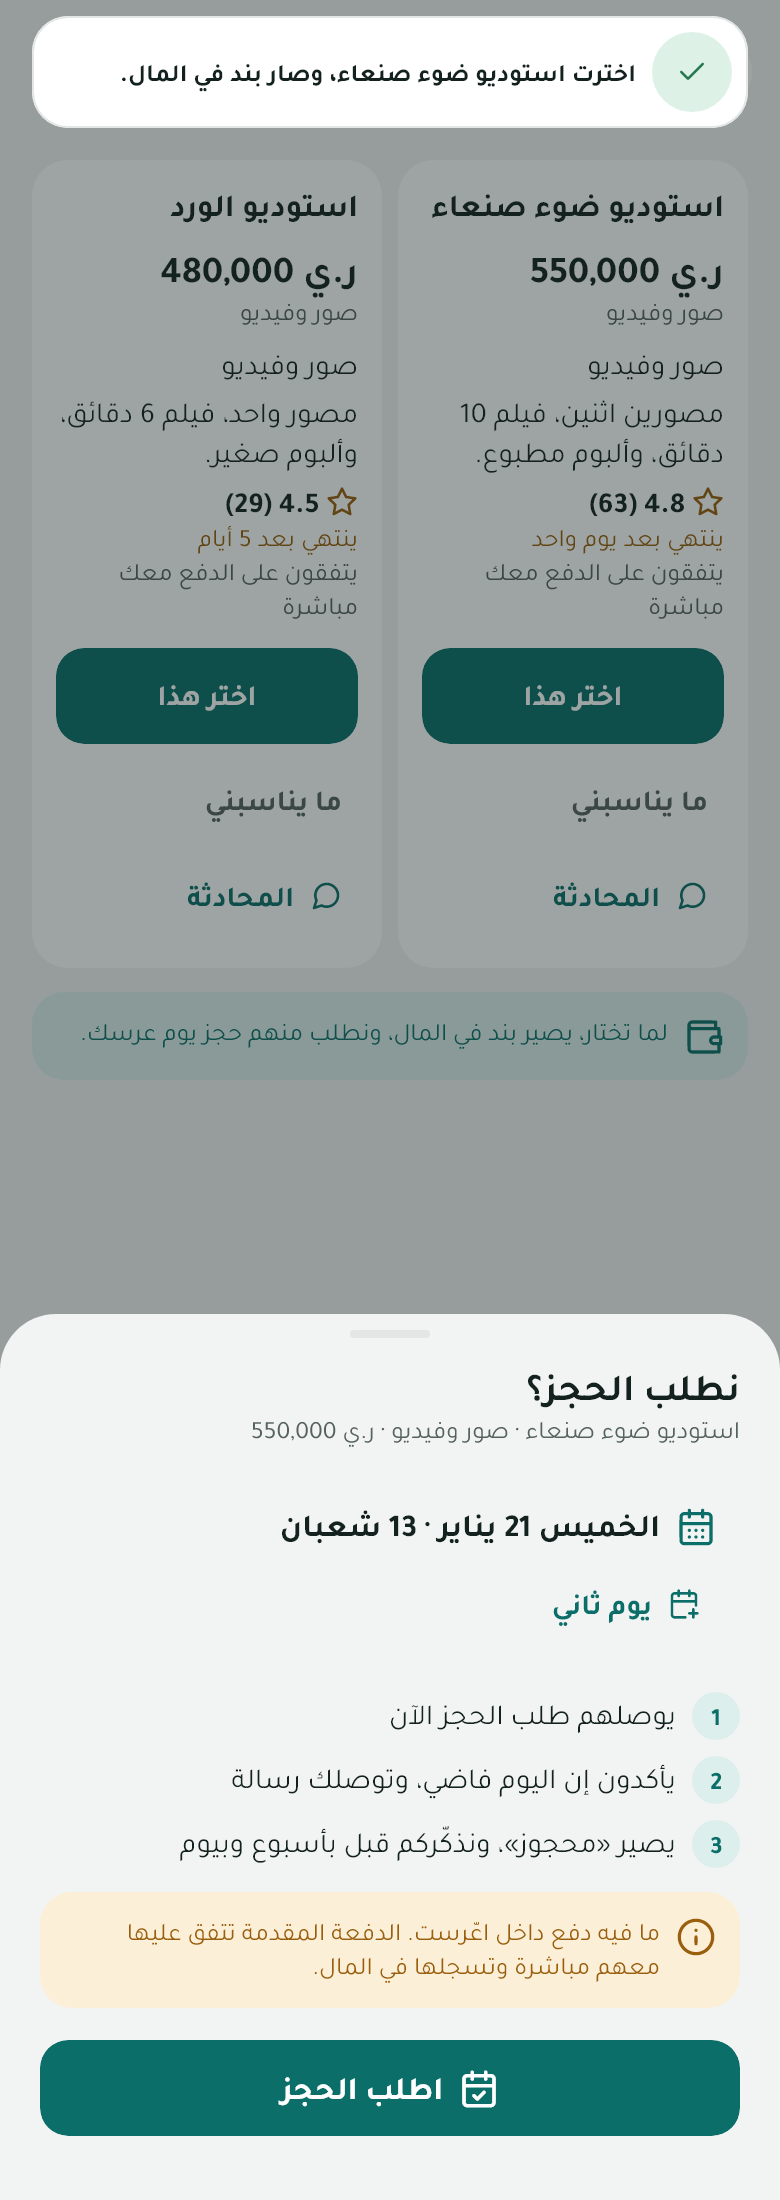 اخترت استوديو ضوء صنعاء، وصار بند في المال.
استوديو ضوء صنعاء
550,000 ر.ي
صور وفيديو
صور وفيديو
مصورين اثنين، فيلم 10
دقائق، وألبوم مطبوع.
4.8 (63)
ينتهي بعد يوم واحد
يتفقون على الدفع معك
مباشرة
اختر هذا
ما يناسبني
المحادثة
استوديو الورد
480,000 ر.ي
صور وفيديو
صور وفيديو
مصور واحد، فيلم 6 دقائق،
وألبوم صغير.
4.5 (29)
ينتهي بعد 5 أيام
يتفقون على الدفع معك
مباشرة
اختر هذا
ما يناسبني
المحادثة
لما تختار، يصير بند في المال، ونطلب منهم حجز يوم عرسك.
نطلب الحجز؟
استوديو ضوء صنعاء · صور وفيديو · 550,000 ر.ي
الخميس 21 يناير · 13 شعبان
يوم ثاني
1 يوصلهم طلب الحجز الآن
2 يأكدون إن اليوم فاضي، وتوصلك رسالة
3 يصير «محجوز»، ونذكّركم قبل بأسبوع وبيوم
ما فيه دفع داخل اعّرست. الدفعة المقدمة تتفق عليها
معهم مباشرة وتسجلها في المال.
اطلب الحجز